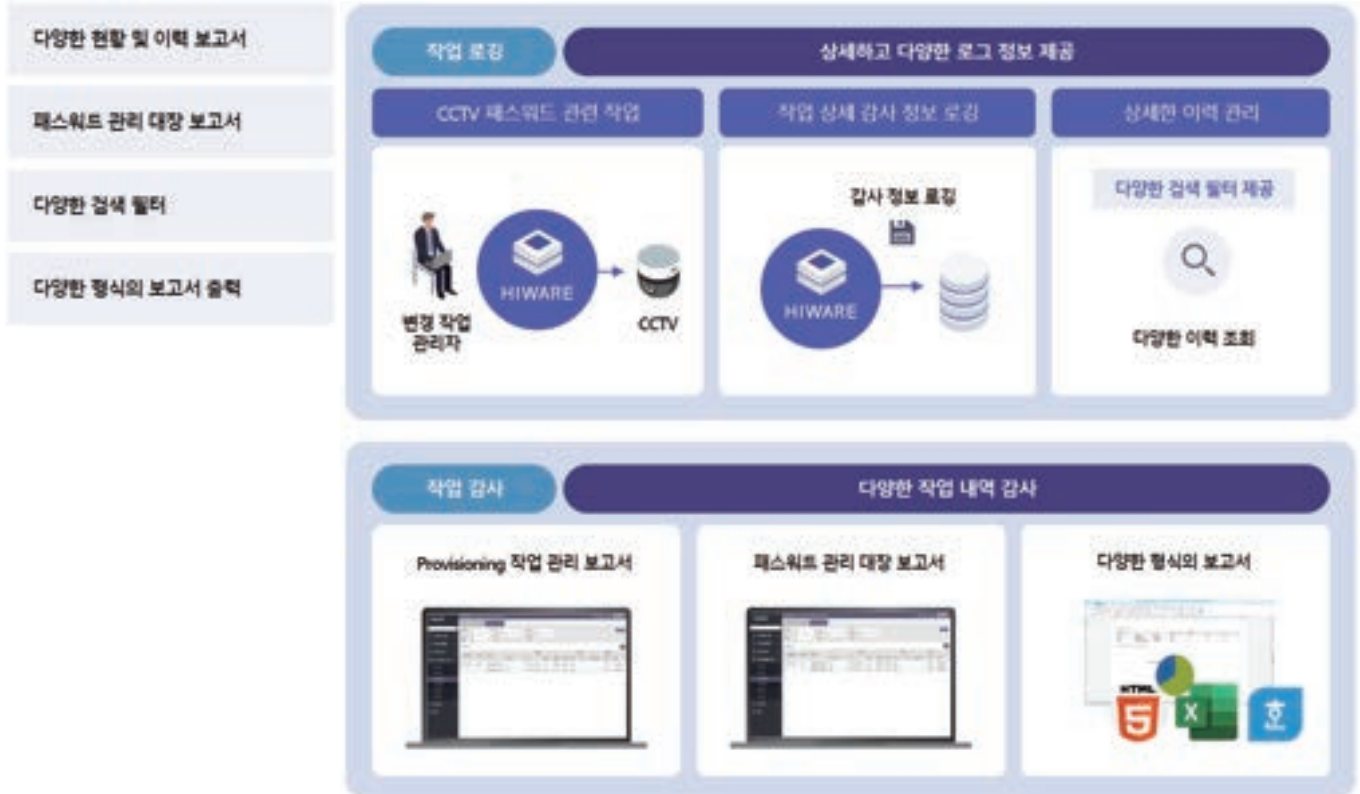 다양한 현황 및 이력 보고서
패스워드 관리 대장 보고서
다양한 검색 필터
다양한 형식의 보고서 출력
작업 로깅
상세하고 다양한 로그 정보 제공
CCTV 패스워드 관련 작업
작업 상세 감사 정보 로깅
상세한 이력 관리
HIWARE
변경 작업
관리자
CCTV
감사 정보 로깅
HIWARE
다양한 검색 필터 제공
다양한 이력 조회
작업 감사
다양한 작업 내역 감사
Provisioning 작업 관리 보고서
패스워드 관리 대장 보고서
다양한 형식의 보고서
HTML
5
X
호